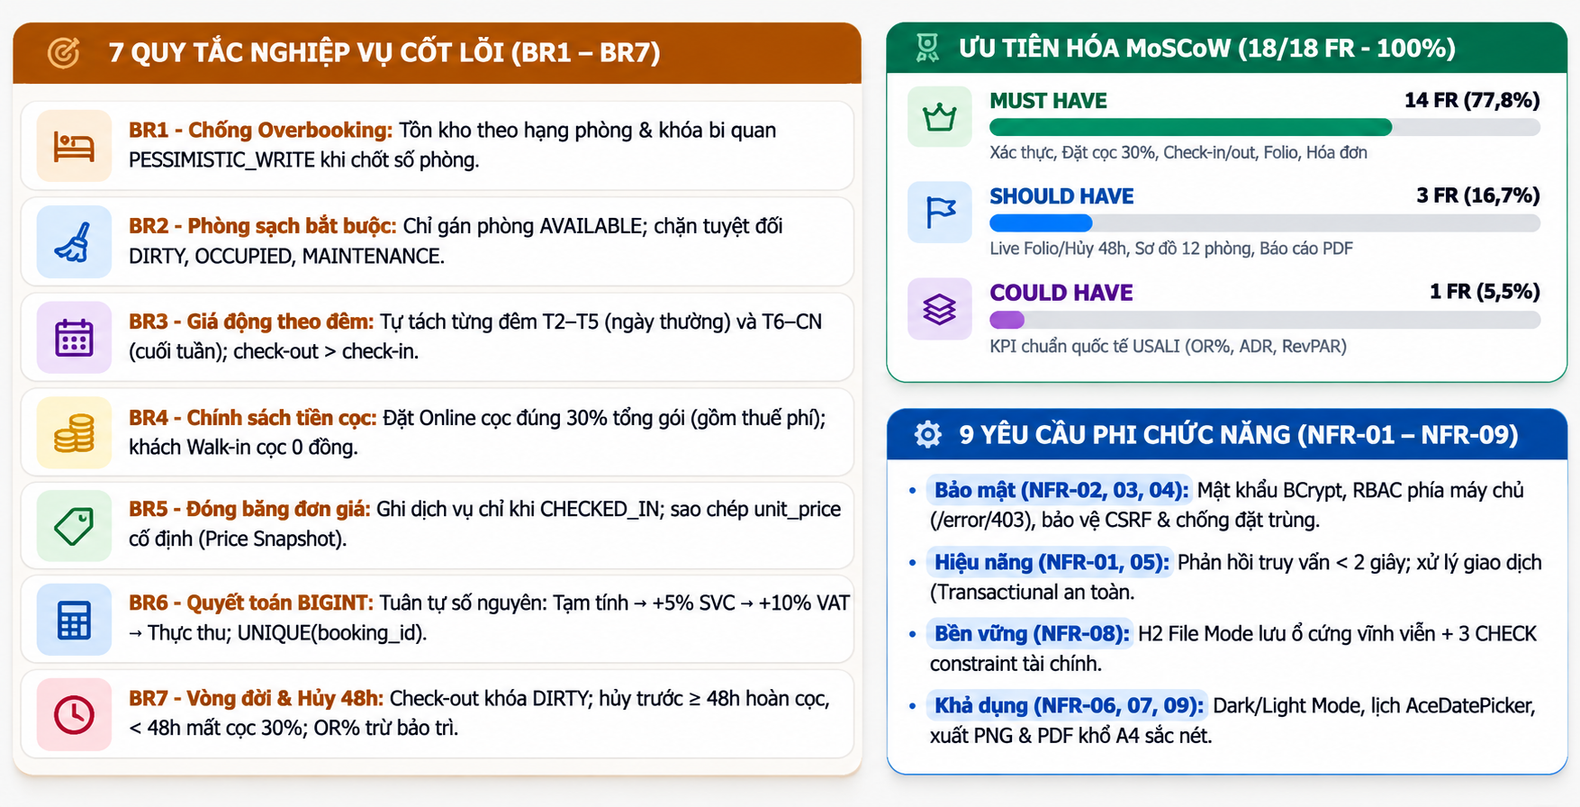 7 QUY TẮC NGHIỆP VỤ CỐT LÕI (BR1 – BR7)
BR1 - Chống Overbooking: Tồn kho theo hạng phòng & khóa bi quan
PESSIMISTIC_WRITE khi chốt số phòng.
BR2 - Phòng sạch bắt buộc: Chỉ gán phòng AVAILABLE; chặn tuyệt đối
DIRTY, OCCUPIED, MAINTENANCE.
BR3 - Giá động theo đêm: Tự tách từng đêm T2–T5 (ngày thường) và T6–CN
(cuối tuần); check-out > check-in.
BR4 - Chính sách tiền cọc: Đặt Online cọc đúng 30% tổng gói (gồm thuế phí);
khách Walk-in cọc 0 đồng.
BR5 - Đóng băng đơn giá: Ghi dịch vụ chỉ khi CHECKED_IN; sao chép unit_price
cố định (Price Snapshot).
BR6 - Quyết toán BIGINT: Tuân tự số nguyên: Tạm tính → +5% SVC → +10% VAT
→ Thực thu; UNIQUE(booking_id).
BR7 - Vòng đời & Hủy 48h: Check-out khóa DIRTY; hủy trước ≥ 48h hoàn cọc,
< 48h mất cọc 30%; OR% trừ bảo trì.
ƯU TIÊN HÓA MoSCoW (18/18 FR - 100%)
MUST HAVE 14 FR (77,8%)
Xác thực, Đặt cọc 30%, Check-in/out, Folio, Hóa đơn
SHOULD HAVE 3 FR (16,7%)
Live Folio/Hủy 48h, Sơ đồ 12 phòng, Báo cáo PDF
COULD HAVE 1 FR (5,5%)
KPI chuẩn quốc tế USALI (OR%, ADR, RevPAR)
9 YÊU CẦU PHI CHỨC NĂNG (NFR-01 – NFR-09)
• Bảo mật (NFR-02, 03, 04): Mật khẩu BCrypt, RBAC phía máy chủ
(/error/403), bảo vệ CSRF & chống đặt trùng.
• Hiệu năng (NFR-01, 05): Phản hồi truy vấn < 2 giây; xử lý giao dịch
(Transactiunal an toàn.
• Bền vững (NFR-08): H2 File Mode lưu ổ cứng vĩnh viễn + 3 CHECK
constraint tài chính.
• Khả dụng (NFR-06, 07, 09): Dark/Light Mode, lịch AceDatePicker,
xuất PNG & PDF khổ A4 sắc nét.